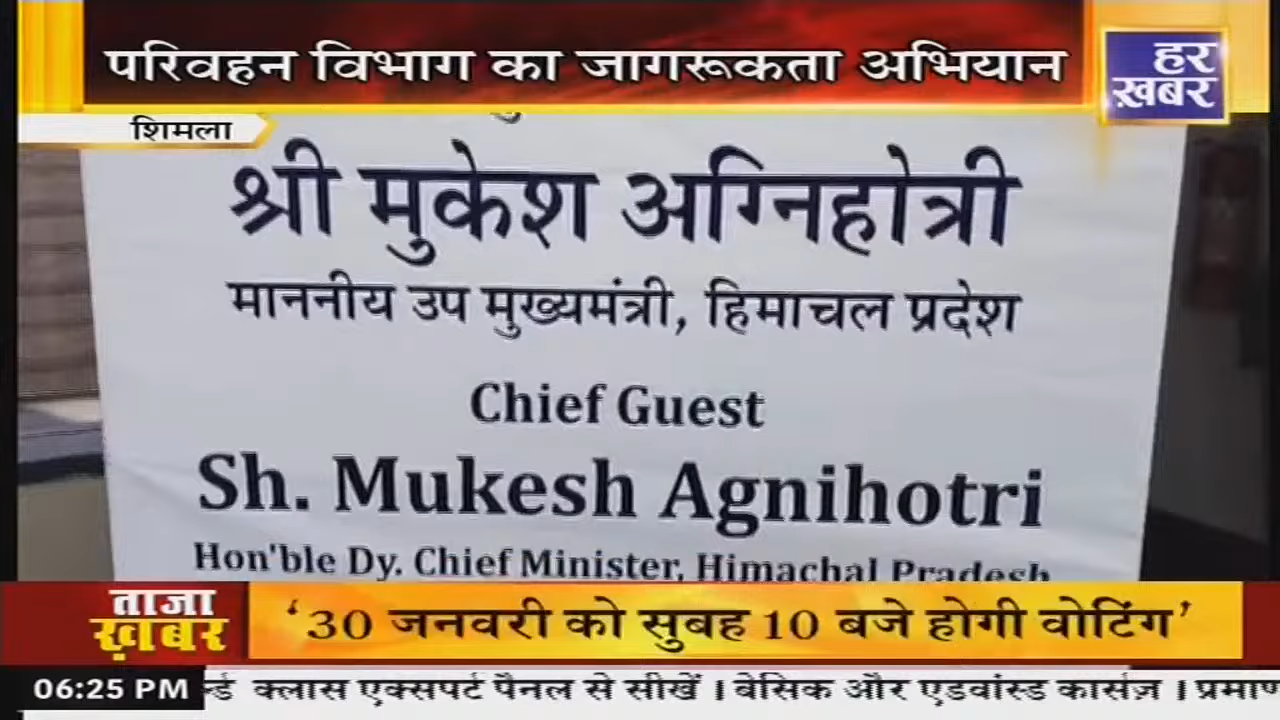 परिवहन विभाग का जागरूकता अभियान
हर
ख़बर
शिमला
श्री मुकेश अग्निहोत्री
माननीय उप मुख्यमंत्री, हिमाचल प्रदेश
Chief Guest
Sh. Mukesh Agnihotri
Hon'ble Dy. Chief Minister, Himachal Pradesh
ताजा
ख़बर
‘30 जनवरी को सुबह 10 बजे होगी वोटिंग’
06:25 PM
क्लास एक्सपर्ट पैनल से सीखें । बेसिक और एडवांस्ड कार्सज़ ।